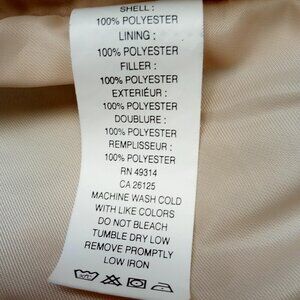 SHELL :
100% POLYESTER
LINING :
100% POLYESTER
FILLER :
100% POLYESTER
EXTERIÉUR :
100% POLYESTER
DOUBLURE :
100% POLYESTER
REMPLISSEUR :
100% POLYESTER
RN 49314
CA 26125
MACHINE WASH COLD
WITH LIKE COLORS
DO NOT BLEACH
TUMBLE DRY LOW
REMOVE PROMPTLY
LOW IRON